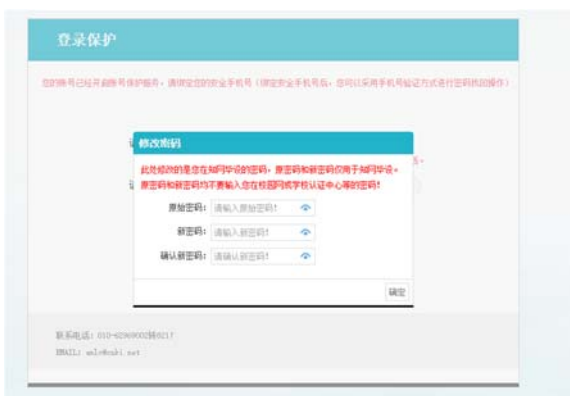 登录保护
您的账号已经开启账号保护服务，请绑定您的安全手机号（绑定安全手机号后，您可以采用手机号验证方式进行密码找回操作）
修改密码
此处修改的是您在知网毕设的密码。原密码和新密码仅用于知网毕设。
原密码和新密码均不要输入您在校园网或学校认证中心等的密码！
原始密码： 请输入原始密码！
新密码： 请输入新密码！
确认新密码： 请确认新密码！
确定
联系电话：010-62969002转8217
EMAIL: